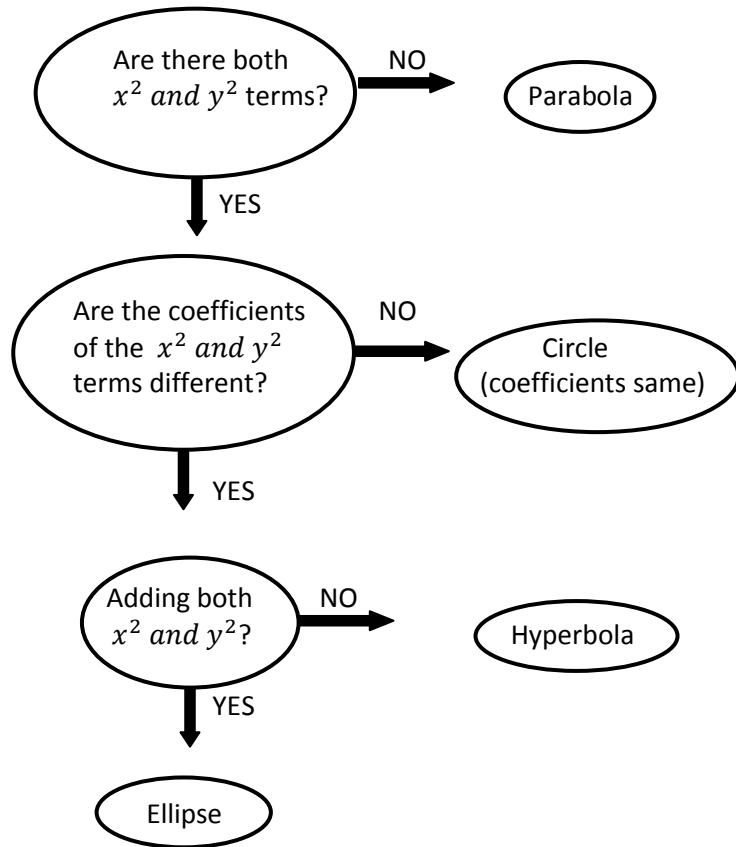 Are there both
x² and y² terms?
NO
Parabola
YES
Are the coefficients
of the x² and y²
terms different?
NO
Circle
(coefficients same)
YES
Adding both
x² and y²?
NO
Hyperbola
YES
Ellipse